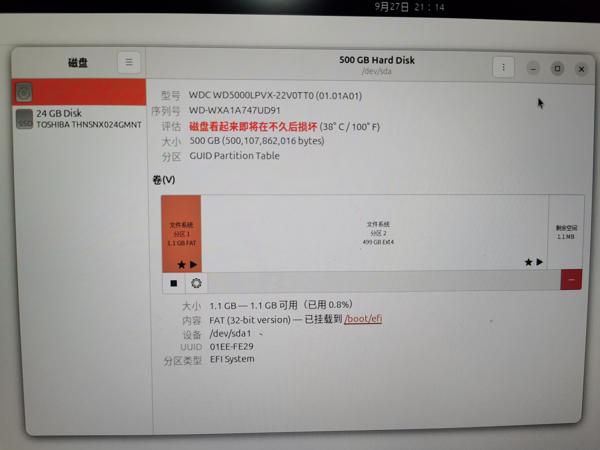 9月27日 21：14
磁盘
500 GB Hard Disk
/dev/sda
24 GB Disk
SSD
TOSHIBA THNSNX024GMNT
型号 WDC WD5000LPVX-22V0TT0 (01.01A01)
序列号 WD-WXA1A747UD91
评估 磁盘看起来即将在不久后损坏 (38° C / 100° F)
大小 500 GB (500,107,862,016 bytes)
分区 GUID Partition Table
卷(V)
文件系统
分区 1
1.1 GB FAT
文件系统
分区 2
499 GB Ext4
剩余空间
1.1 MB
大小 1.1 GB — 1.1 GB 可用（已用 0.8%）
内容 FAT (32-bit version) — 已挂载到 /boot/efi
设备 /dev/sda1
UUID 01EE-FE29
分区类型 EFI System